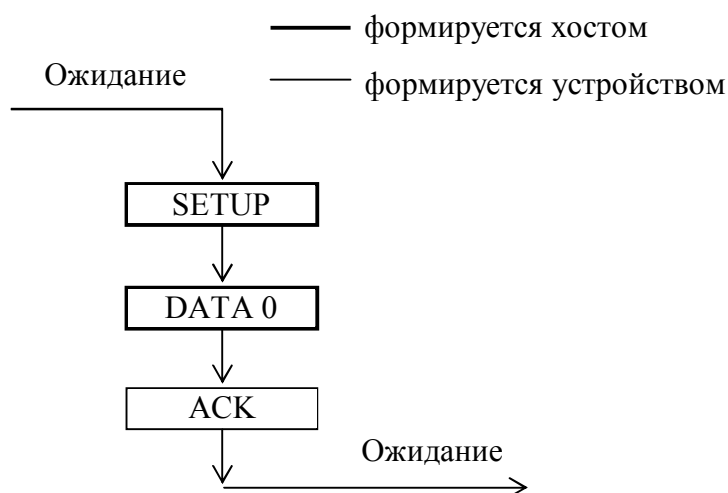 формируется хостом
Ожидание
формируется устройством
SETUP
DATA 0
ACK
Ожидание